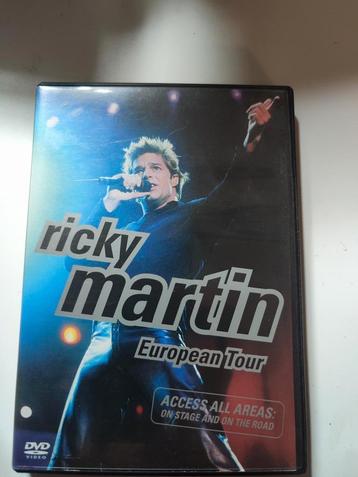 ricky
martin
European Tour
ACCESS ALL AREAS:
ON STAGE AND ON THE ROAD
DVD
VIDEO